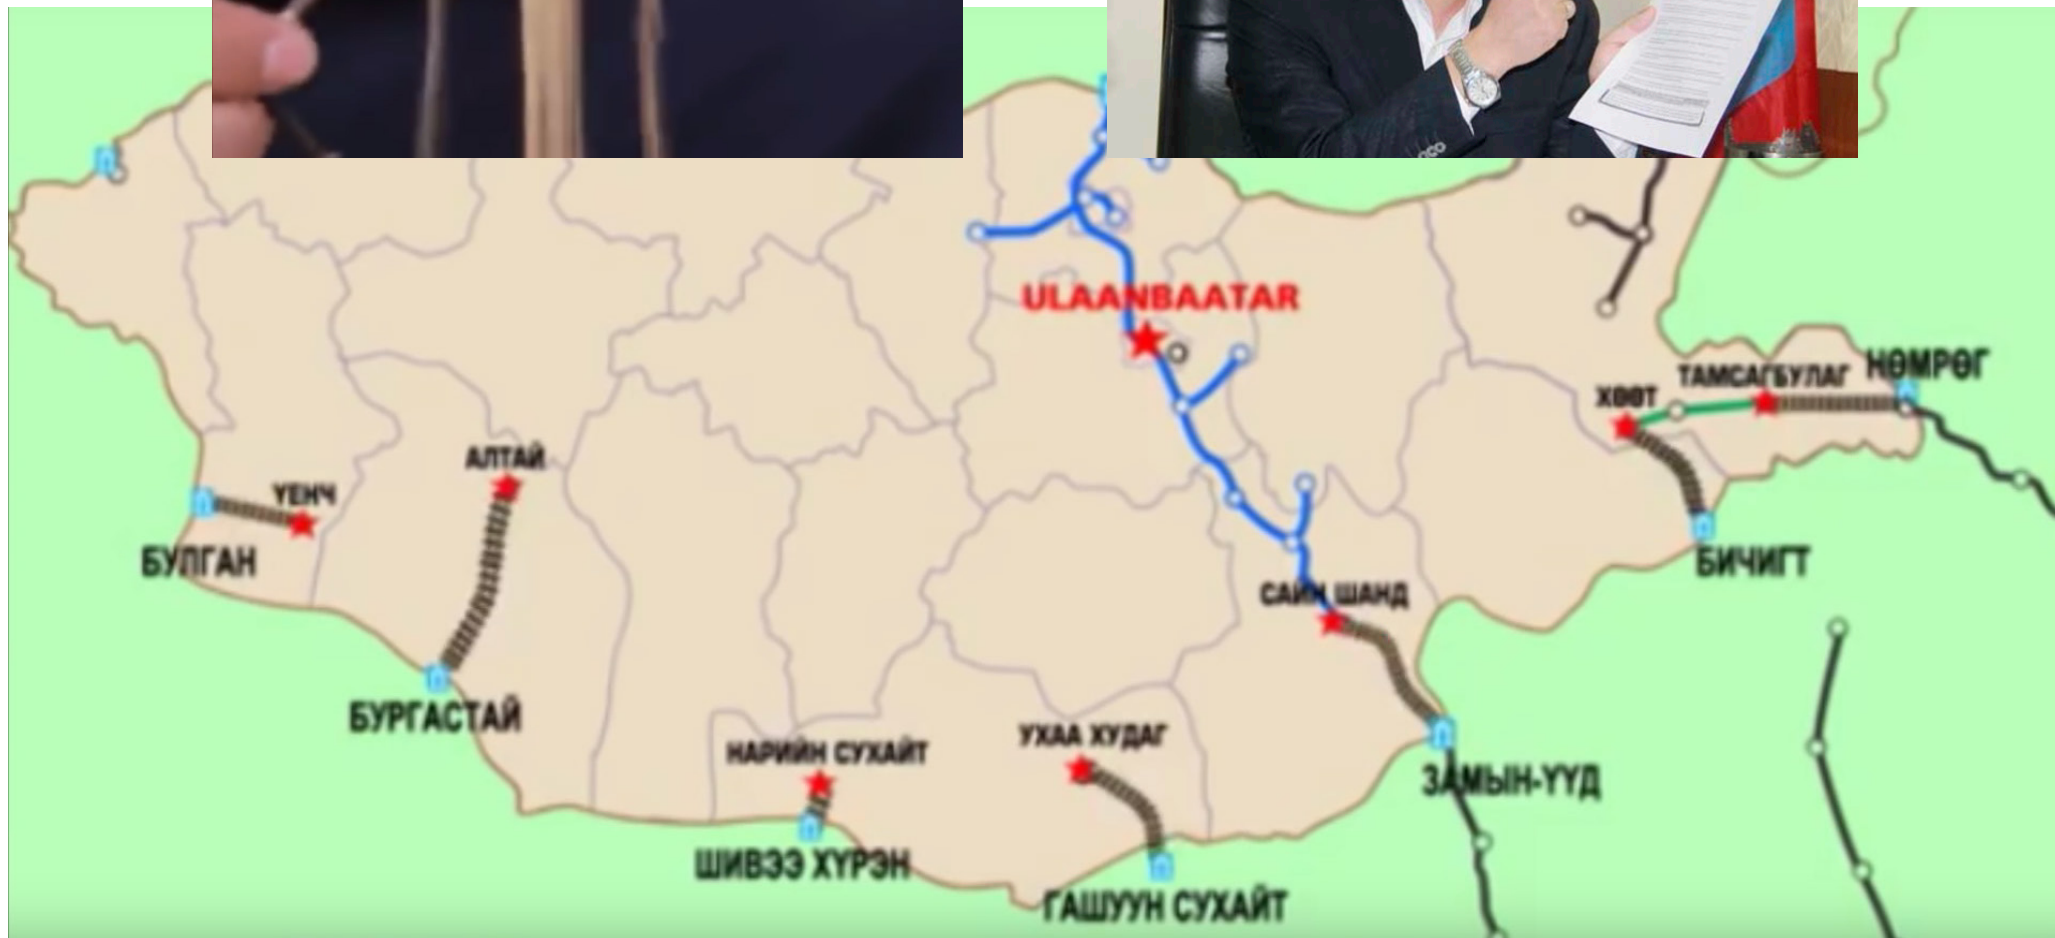 ULAANBAATAR
НӨМРӨГ
ТАМСАГБУЛАГ
ХӨӨТ
АЛТАЙ
ҮЕНЧ
БУЛГАН
БИЧИГТ
САЙН ШАНД
БУРГАСТАЙ
НАРИЙН СУХАЙТ
УХАА ХУДАГ
ЗАМЫН-ҮҮД
ШИВЭЭ ХҮРЭН
ГАШУУН СУХАЙТ